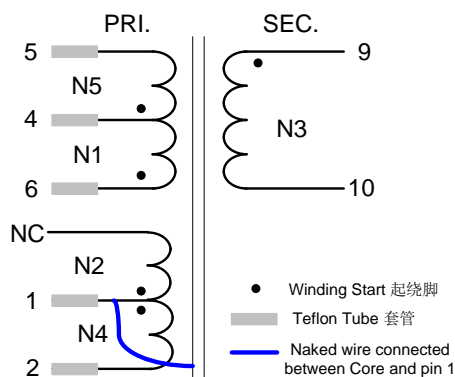 PRI. SEC.
5 9
N5
4 N3
N1
6 10
NC
N2
1
N4
2
Winding Start 起绕脚
Teflon Tube 套管
Naked wire connected
between Core and pin 1